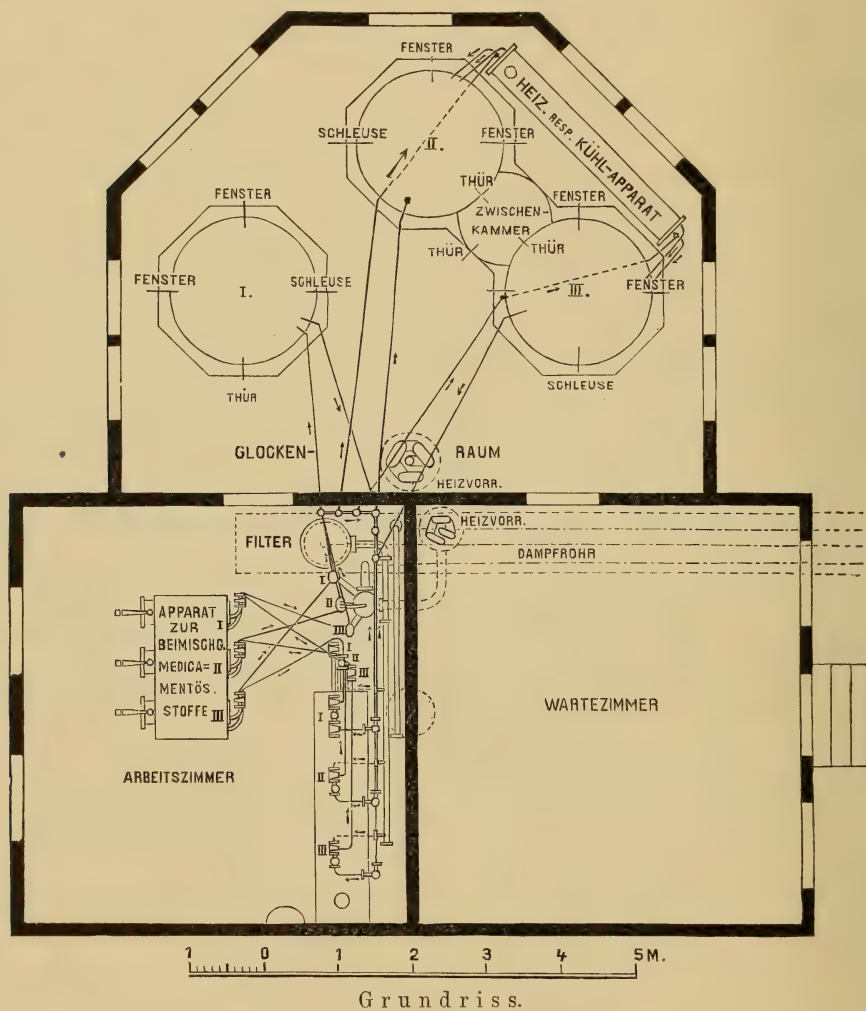 FENSTER
SCHLEUSE
II.
FENSTER
THÜR
ZWISCHEN-
KAMMER
THÜR
THÜR
HEIZ. RESP. KÜHL-APPARAT
FENSTER
FENSTER
I.
SCHLEUSE
THÜR
FENSTER
III.
FENSTER
SCHLEUSE
GLOCKEN-
RAUM
HEIZVORR.
FILTER
HEIZVORR.
DAMPFROHR
I
II
III
APPARAT I
ZUR
BEIMISCHG.
MEDICA= II
MENTÖS.
STOFFE III
I
II
III
I
II
III
ARBEITSZIMMER
WARTEZIMMER
1 0 1 2 3 4 5 M.
Grundriss.